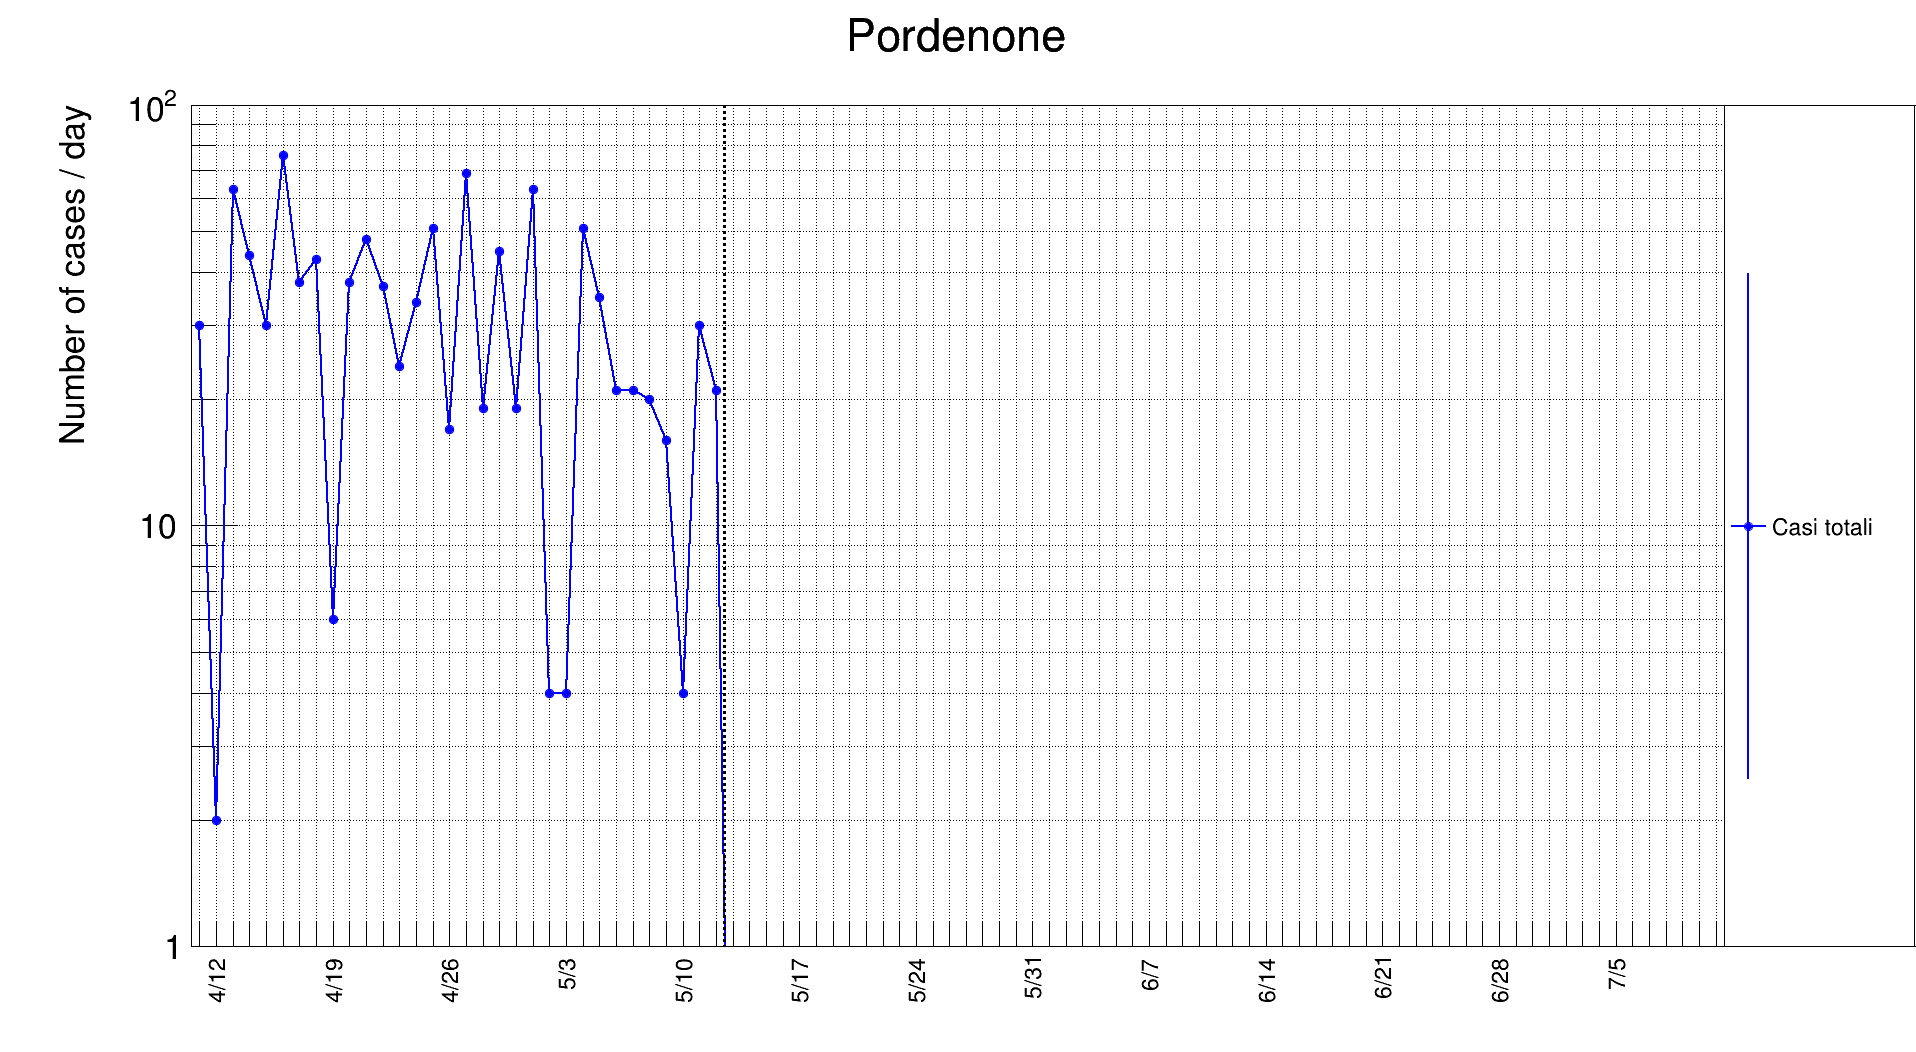 Pordenone
Number of cases / day
10²
10
1
4/12 4/19 4/26 5/3 5/10 5/17 5/24 5/31 6/7 6/14 6/21 6/28 7/5
Casi totali